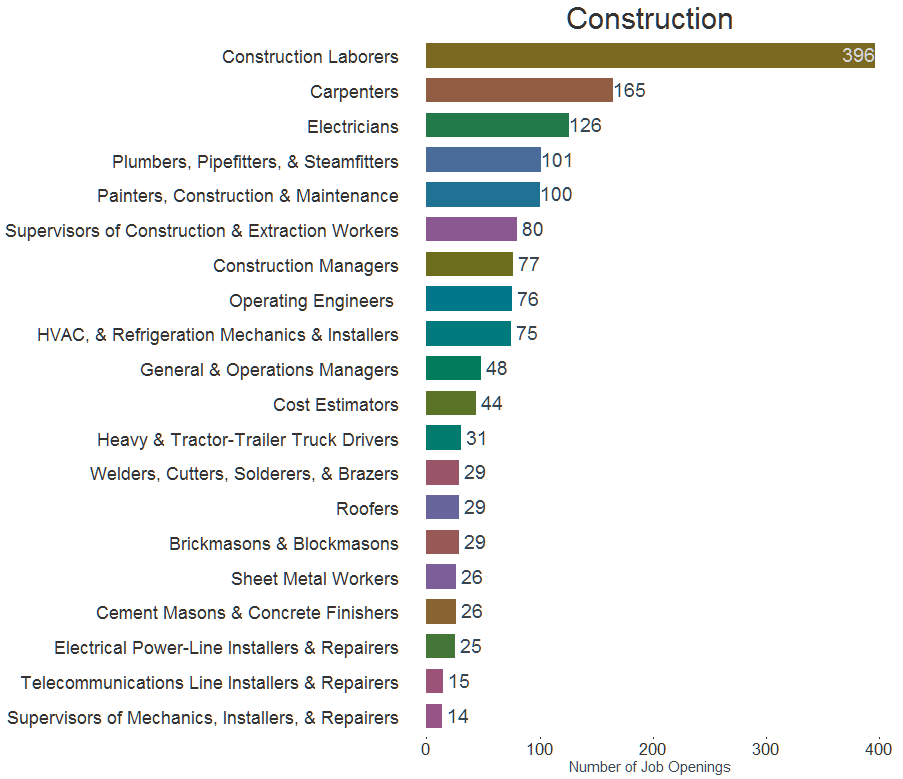 Construction
Construction Laborers 396
Carpenters 165
Electricians 126
Plumbers, Pipefitters, & Steamfitters 101
Painters, Construction & Maintenance 100
Supervisors of Construction & Extraction Workers 80
Construction Managers 77
Operating Engineers 76
HVAC, & Refrigeration Mechanics & Installers 75
General & Operations Managers 48
Cost Estimators 44
Heavy & Tractor-Trailer Truck Drivers 31
Welders, Cutters, Solderers, & Brazers 29
Roofers 29
Brickmasons & Blockmasons 29
Sheet Metal Workers 26
Cement Masons & Concrete Finishers 26
Electrical Power-Line Installers & Repairers 25
Telecommunications Line Installers & Repairers 15
Supervisors of Mechanics, Installers, & Repairers 14
0 100 200 300 400
Number of Job Openings